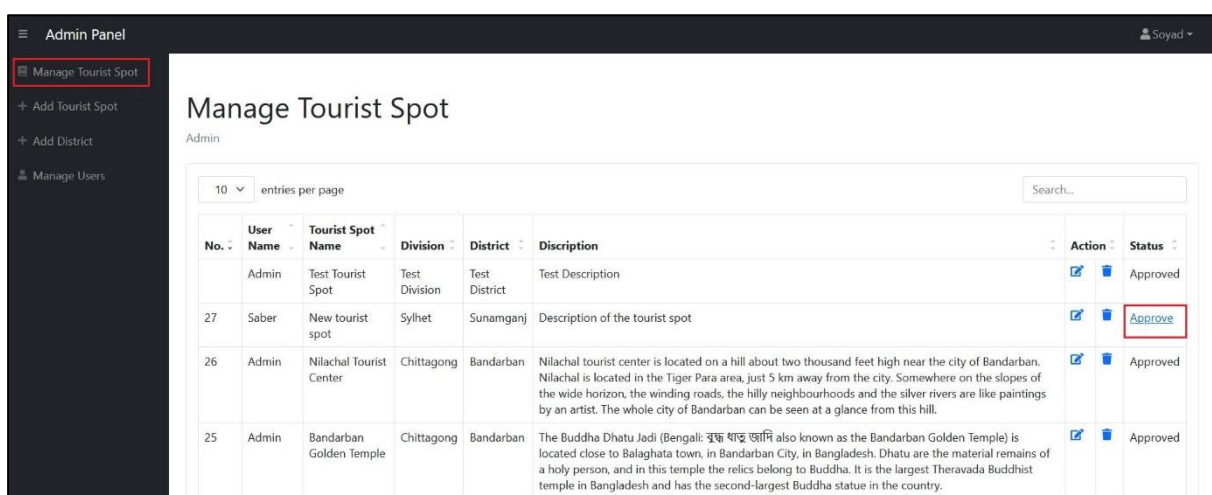 Admin Panel
Soyad
Manage Tourist Spot
+ Add Tourist Spot
+ Add District
Manage Users
Manage Tourist Spot
Admin
10 entries per page
Search...
No. User Name Tourist Spot Name Division District Discription Action Status
Admin Test Tourist Spot Test Division Test District Test Description Approved
27 Saber New tourist spot Sylhet Sunamganj Description of the tourist spot Approve
26 Admin Nilachal Tourist Center Chittagong Bandarban Nilachal tourist center is located on a hill about two thousand feet high near the city of Bandarban.
Nilachal is located in the Tiger Para area, just 5 km away from the city. Somewhere on the slopes of
the wide horizon, the winding roads, the hilly neighbourhoods and the silver rivers are like paintings
by an artist. The whole city of Bandarban can be seen at a glance from this hill.
Approved
25 Admin Bandarban Golden Temple Chittagong Bandarban The Buddha Dhatu Jadi (Bengali: বুদ্ধ ধাতু জাদি also known as the Bandarban Golden Temple) is
located close to Balaghata town, in Bandarban City, in Bangladesh. Dhatu are the material remains of
a holy person, and in this temple the relics belong to Buddha. It is the largest Theravada Buddhist
temple in Bangladesh and has the second-largest Buddha statue in the country.
Approved